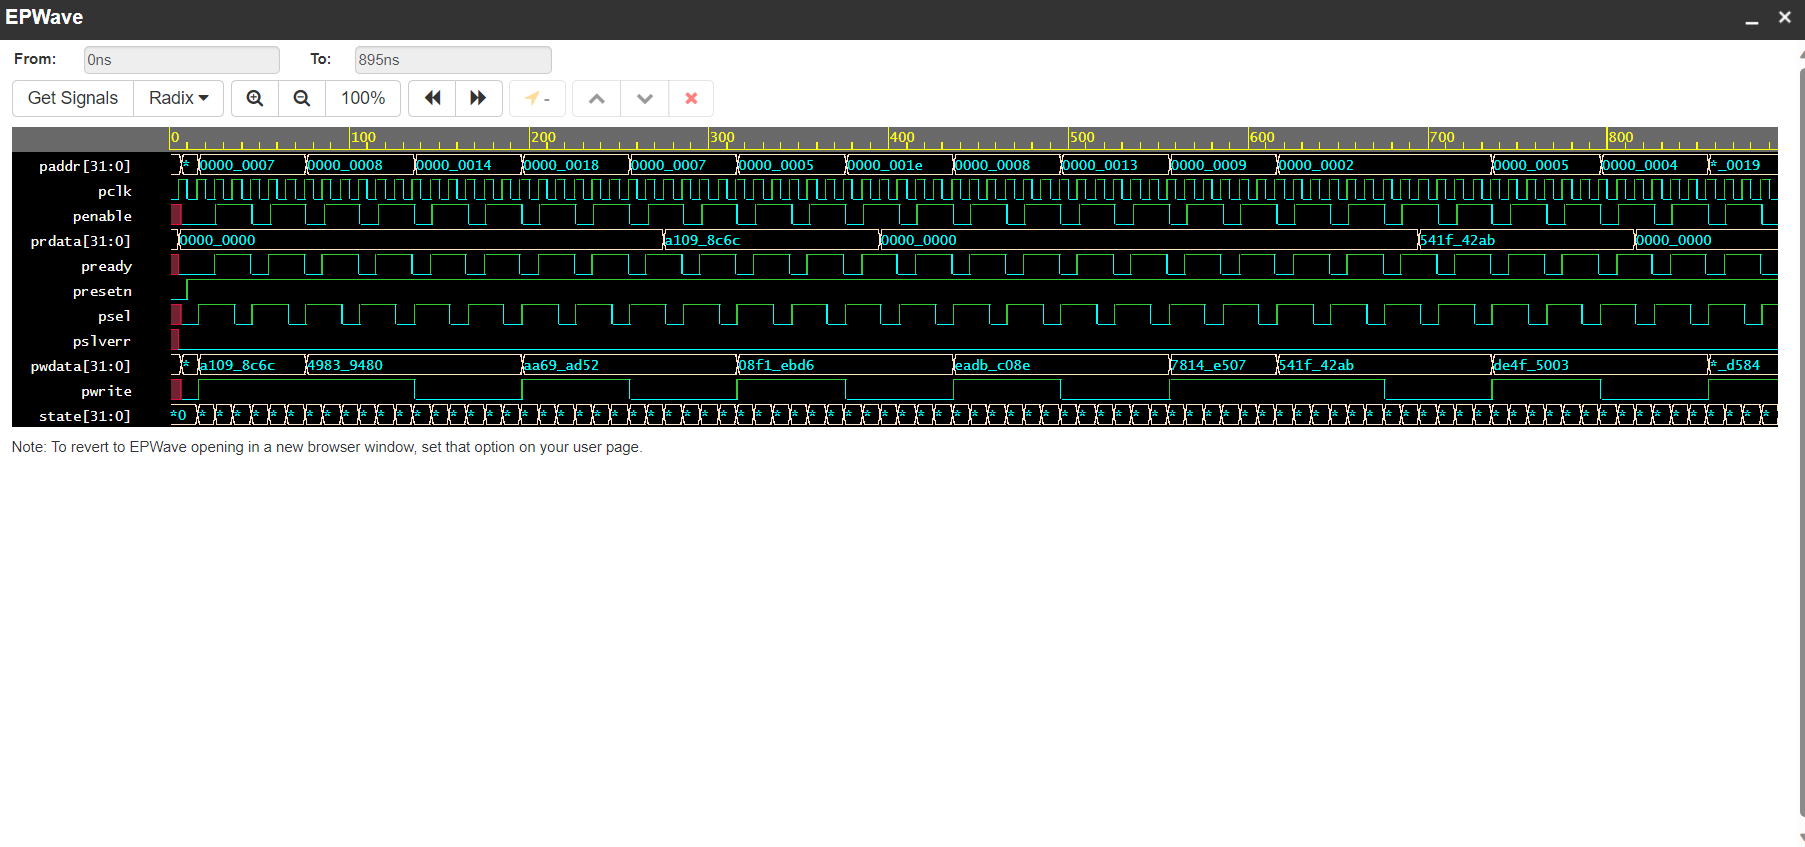 EPWave
From: 0ns To: 895ns
Get Signals Radix 100% -
0 100 200 300 400 500 600 700 800
paddr[31:0] * 0000_0007 0000_0008 0000_0014 0000_0018 0000_0007 0000_0005 0000_001e 0000_0008 0000_0013 0000_0009 0000_0002 0000_0005 0000_0004 *_0019
pclk
penable
prdata[31:0] 0000_0000 a109_8c6c 0000_0000 541f_42ab 0000_0000
pready
presetn
psel
pslverr
pwdata[31:0] * a109_8c6c 4983_9480 aa69_ad52 08f1_ebd6 eadb_c08e 7814_e507 541f_42ab de4f_5003 *_d584
pwrite
state[31:0] *0 * * * * * * * * * * * * * * * * * * * * * * * * * * * * * * * * * * * * * * * * * * * * * * * * * * * * * * * * * * * * * * * * * * * * * * * * * * * * * * * * * * * * * * * *
Note: To revert to EPWave opening in a new browser window, set that option on your user page.